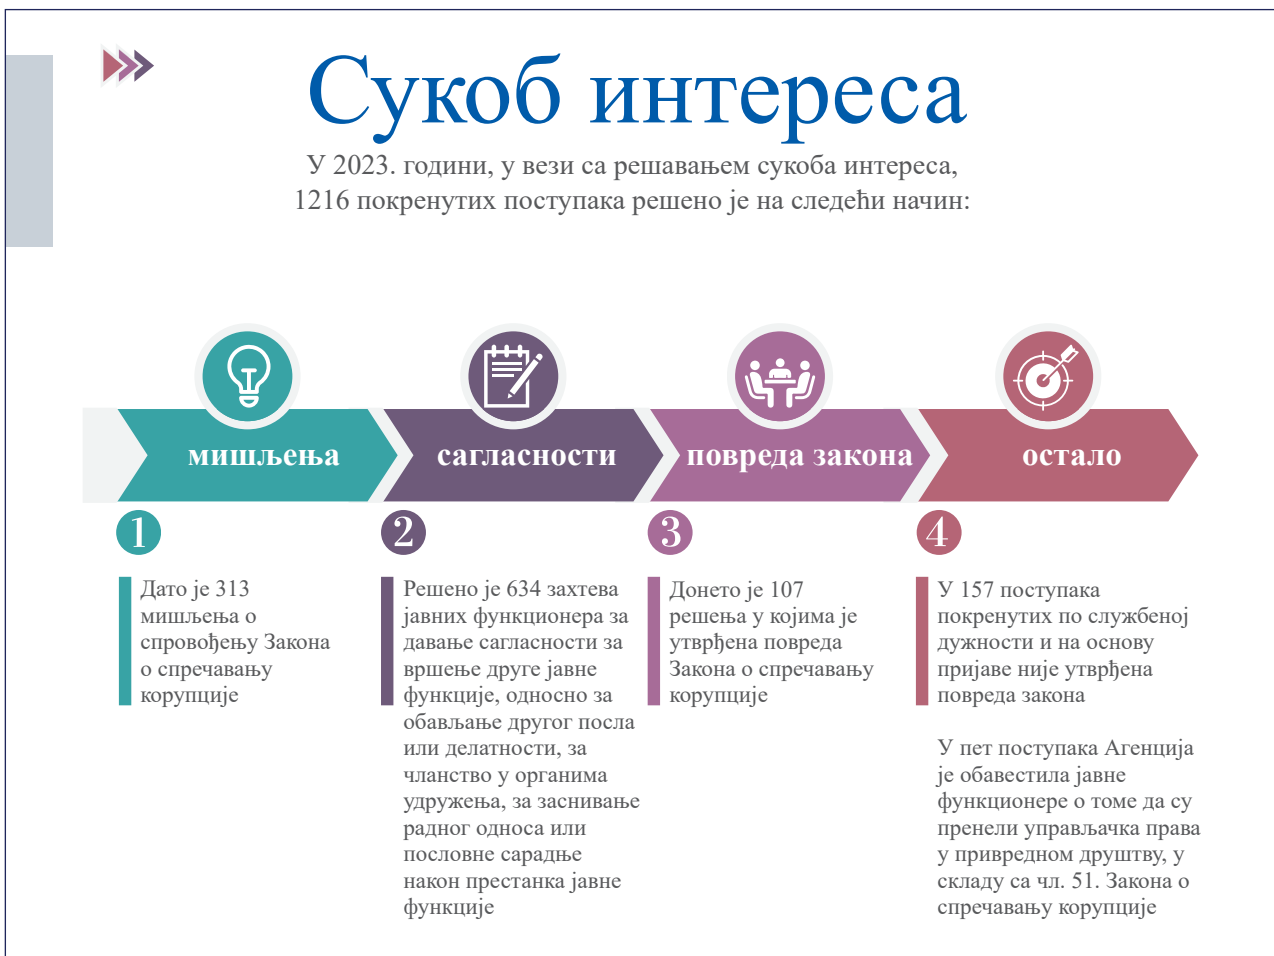 Сукоб интереса
У 2023. години, у вези са решавањем сукоба интереса,
1216 покренутих поступака решено је на следећи начин:
мишљења
сагласности
повреда закона
остало
1
Дато је 313
мишљења о
спровођењу Закона
о спречавању
корупције
2
Решено је 634 захтева
јавних функционера за
давање сагласности за
вршење друге јавне
функције, односно за
обављање другог посла
или делатности, за
чланство у органима
удружења, за заснивање
радног односа или
пословне сарадње
након престанка јавне
функције
3
Донето је 107
решења у којима је
утврђена повреда
Закона о спречавању
корупције
4
У 157 поступака
покренутих по службеној
дужности и на основу
пријаве није утврђена
повреда закона
У пет поступака Агенција
је обавестила јавне
функционере о томе да су
пренели управљачка права
у привредном друштву, у
складу са чл. 51. Закона о
спречавању корупције